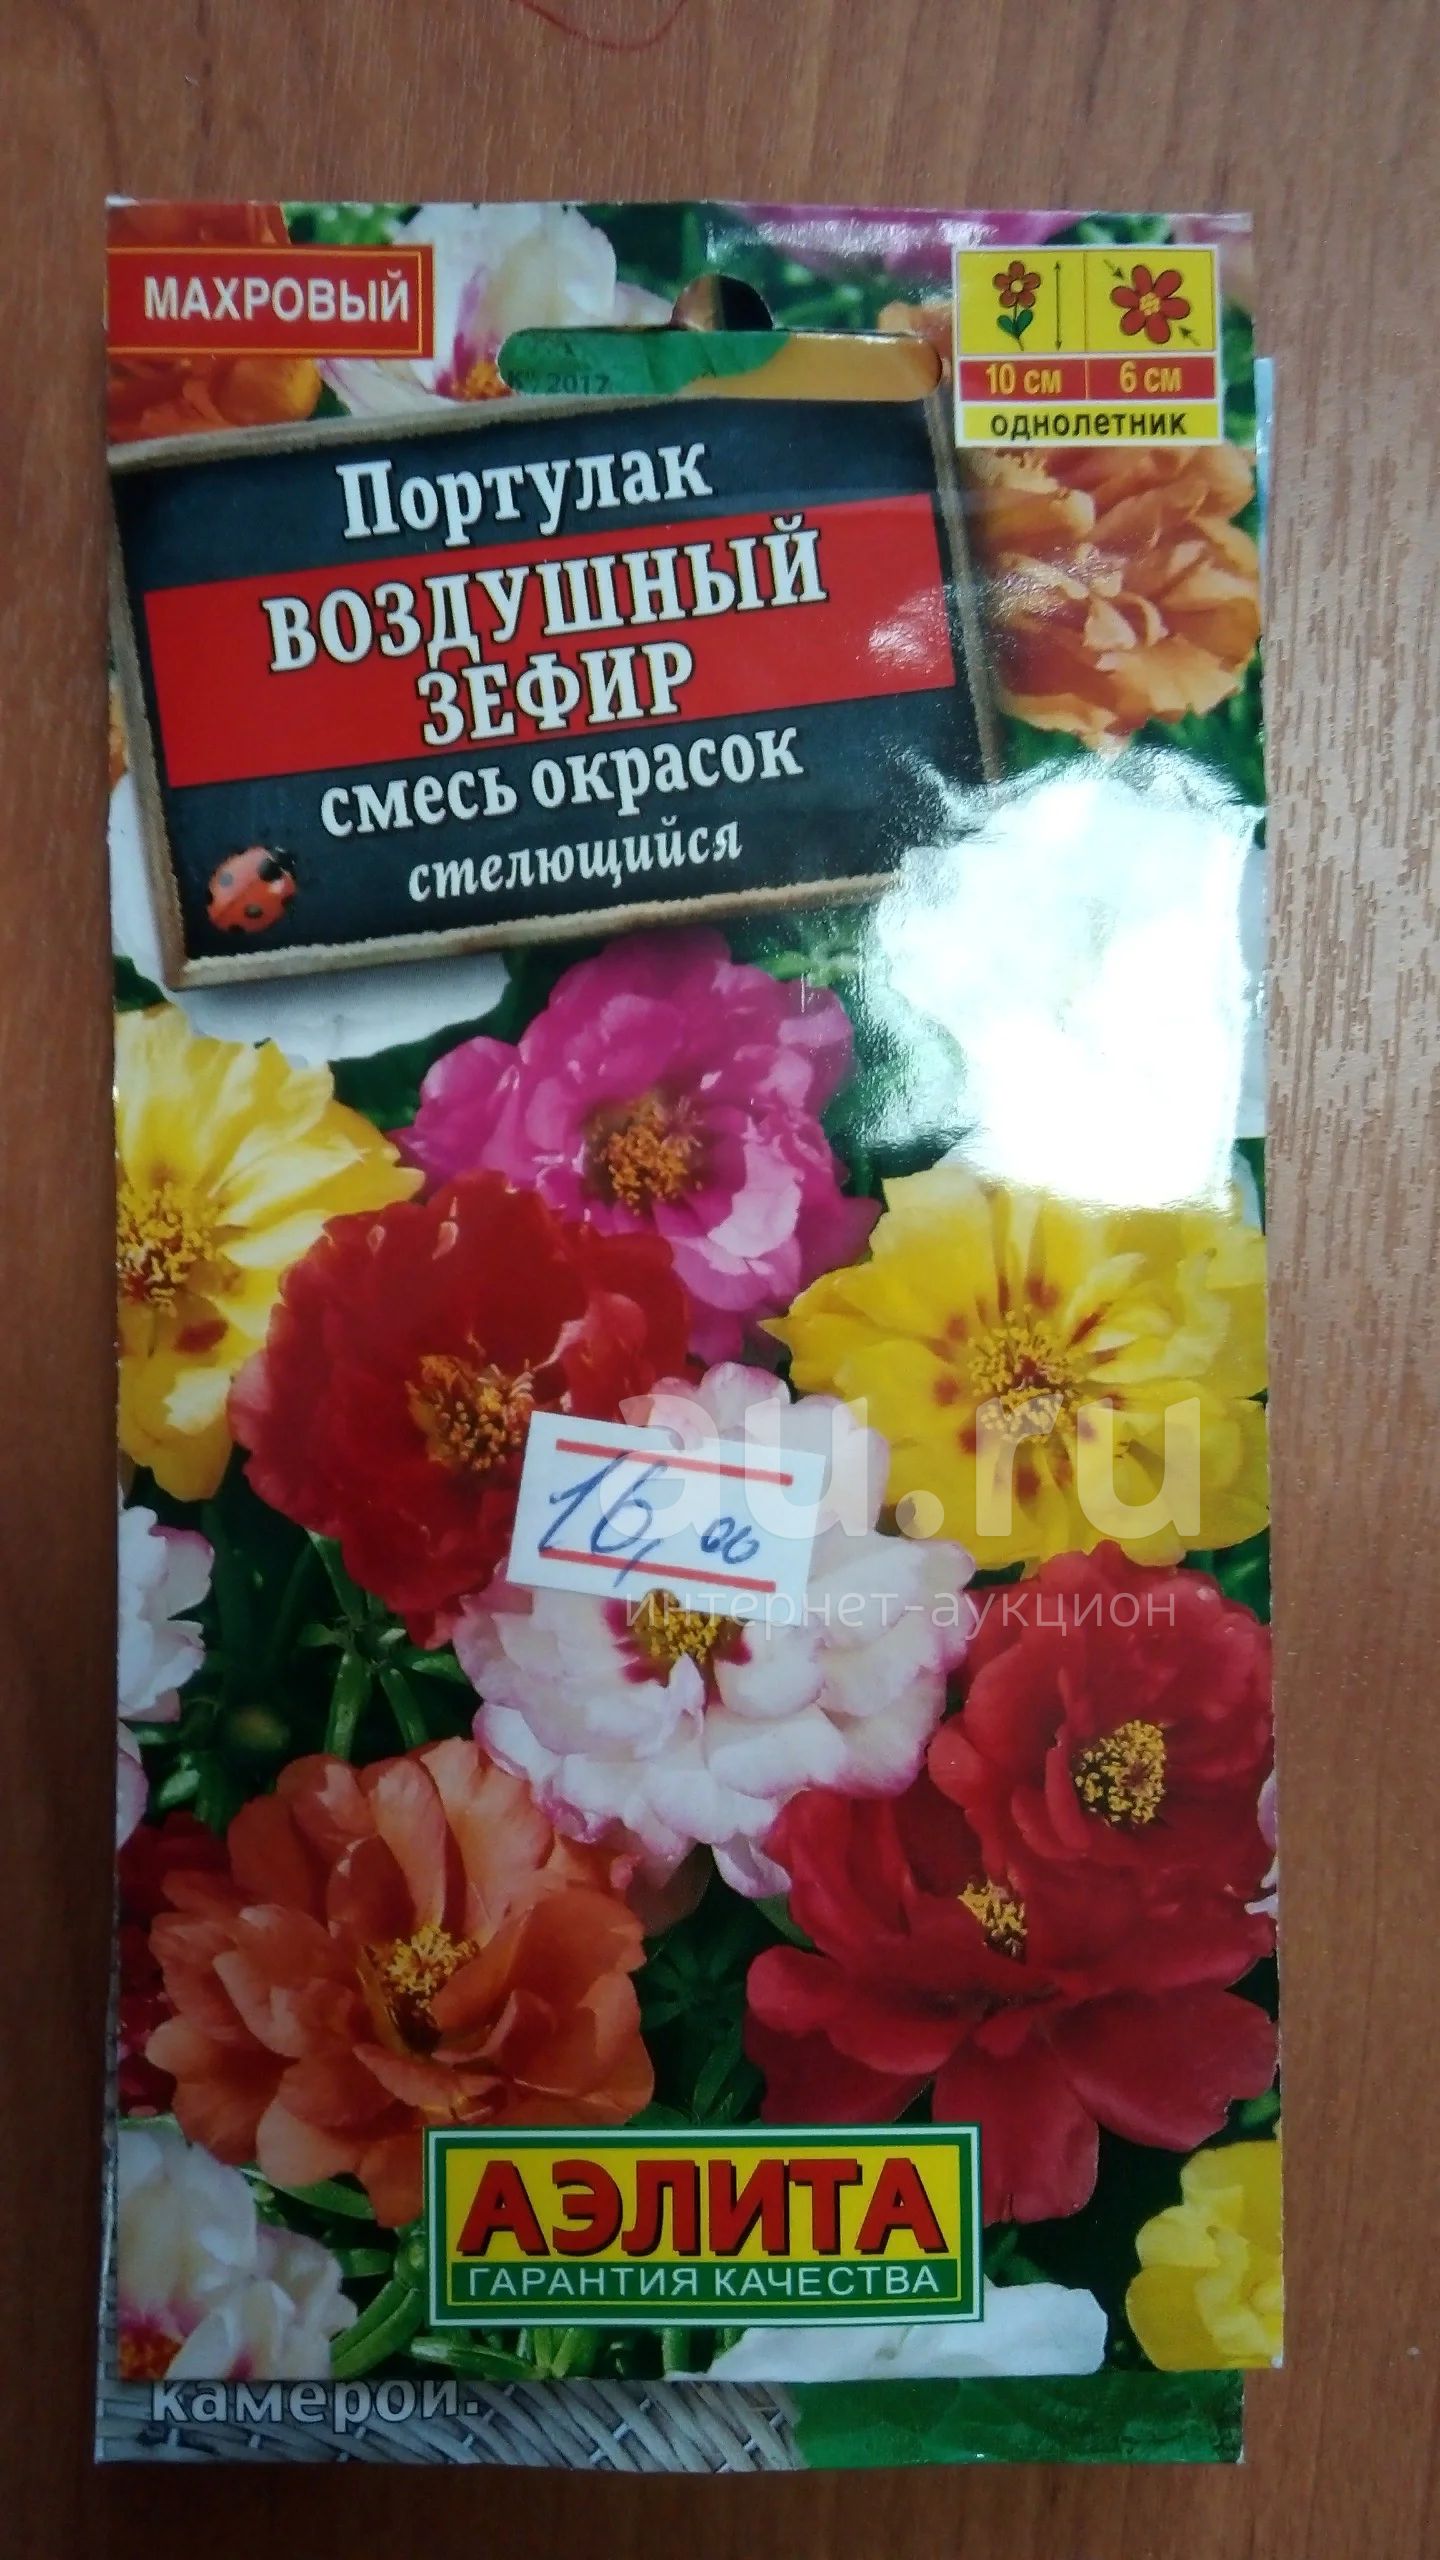 МАХРОВЫЙ
10 см 6 см
однолетник
2017
Портулак
ВОЗДУШНЫЙ
ЗЕФИР
смесь окрасок
стелющийся
16,00
au.ru
интернет-аукцион
АЭЛИТА
ГАРАНТИЯ КАЧЕСТВА
камерой.